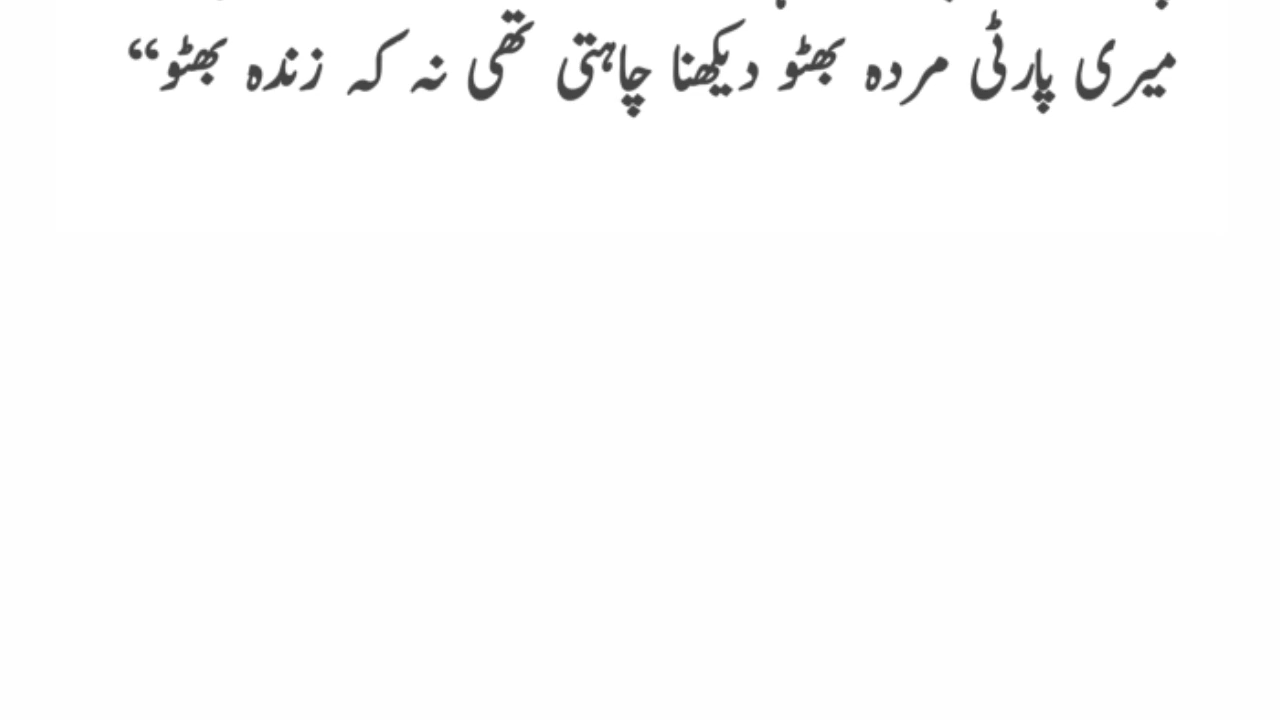 میری پارٹی مردہ بھٹو دیکھنا چاہتی تھی نہ کہ زندہ بھٹو“